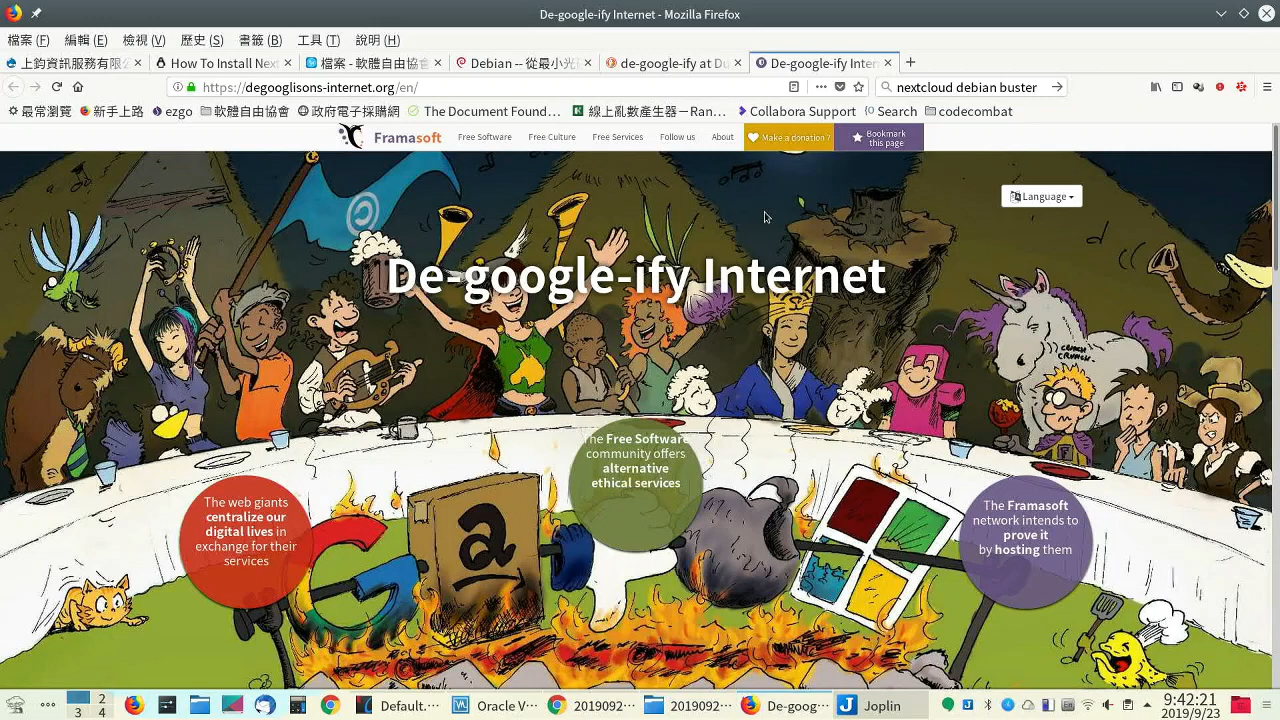 De-google-ify Internet - Mozilla Firefox
檔案 (F) 編輯 (E) 檢視 (V) 歷史 (S) 書籤 (B) 工具 (T) 說明 (H)
上鈞資訊服務有限公 How To Install Next 檔案 - 軟體自由協會 Debian -- 從最小光 de-google-ify at Du De-google-ify Intern
https://degooglisons-internet.org/en/ nextcloud debian buster
最常瀏覽 新手上路 ezgo 軟體自由協會 政府電子採購網 The Document Found… 線上亂數產生器－Ran… Collabora Support Search codecombat
Framasoft Free Software Free Culture Free Services Follow us About Make a donation ? Bookmark this page
Language
De-google-ify Internet
CRUNCH CRUNCH
The Free Software
community offers
alternative
ethical services
The web giants
centralize our
digital lives in
exchange for their
services
The Framasoft
network intends to
prove it
by hosting them
G a F
2
3 4
Default.… Oracle V… 2019092… 2019092… De-goog… Joplin
9:42:21
2019/9/23